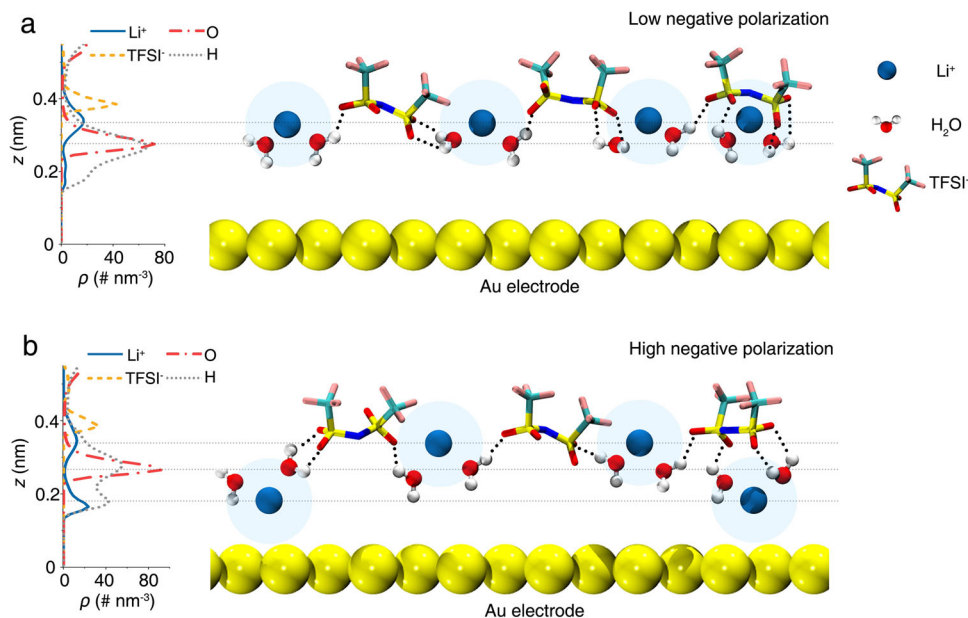 a
Low negative polarization
Li⁺
O
TFSI⁻
H
0.4
0.2
0
z (nm)
0
40
80
ρ (# nm⁻³)
Au electrode
Li⁺
H₂O
TFSI⁻
b
High negative polarization
Li⁺
O
TFSI⁻
H
0.4
0.2
0
z (nm)
0
40
80
ρ (# nm⁻³)
Au electrode